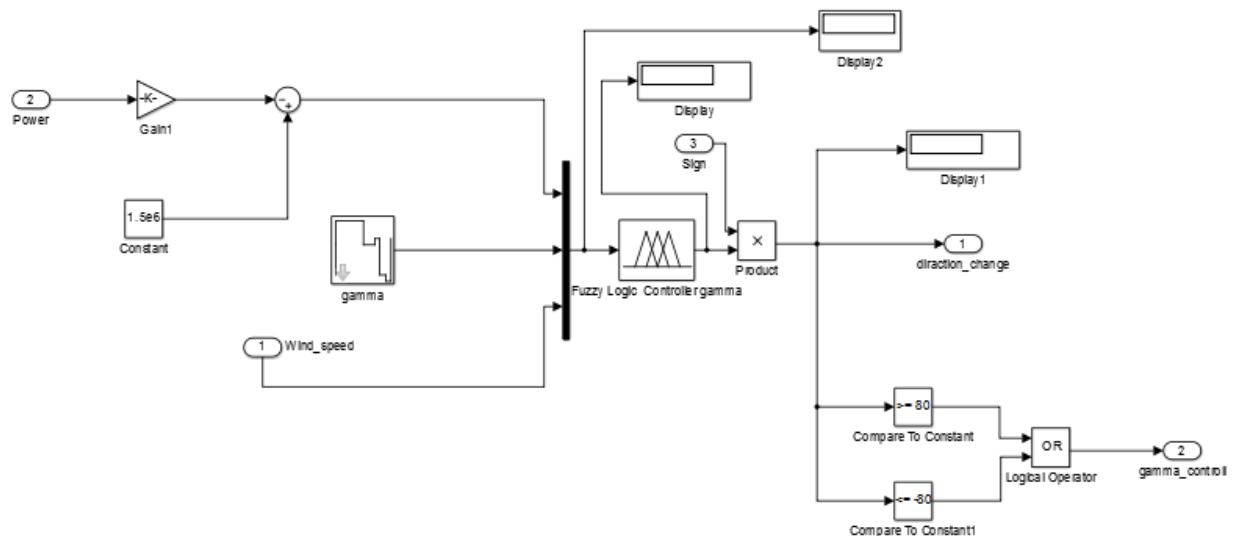 Display2
Display
2
Power
-K-
Gain1
3
Sign
Display1
1.5e6
Constant
gamma
×
Product
1
diraction_change
Fuzzy Logic Controller gamma
1
Wind_speed
>= 80
Compare To Constant
OR
Logical Operator
2
gamma_controll
<= -80
Compare To Constant1